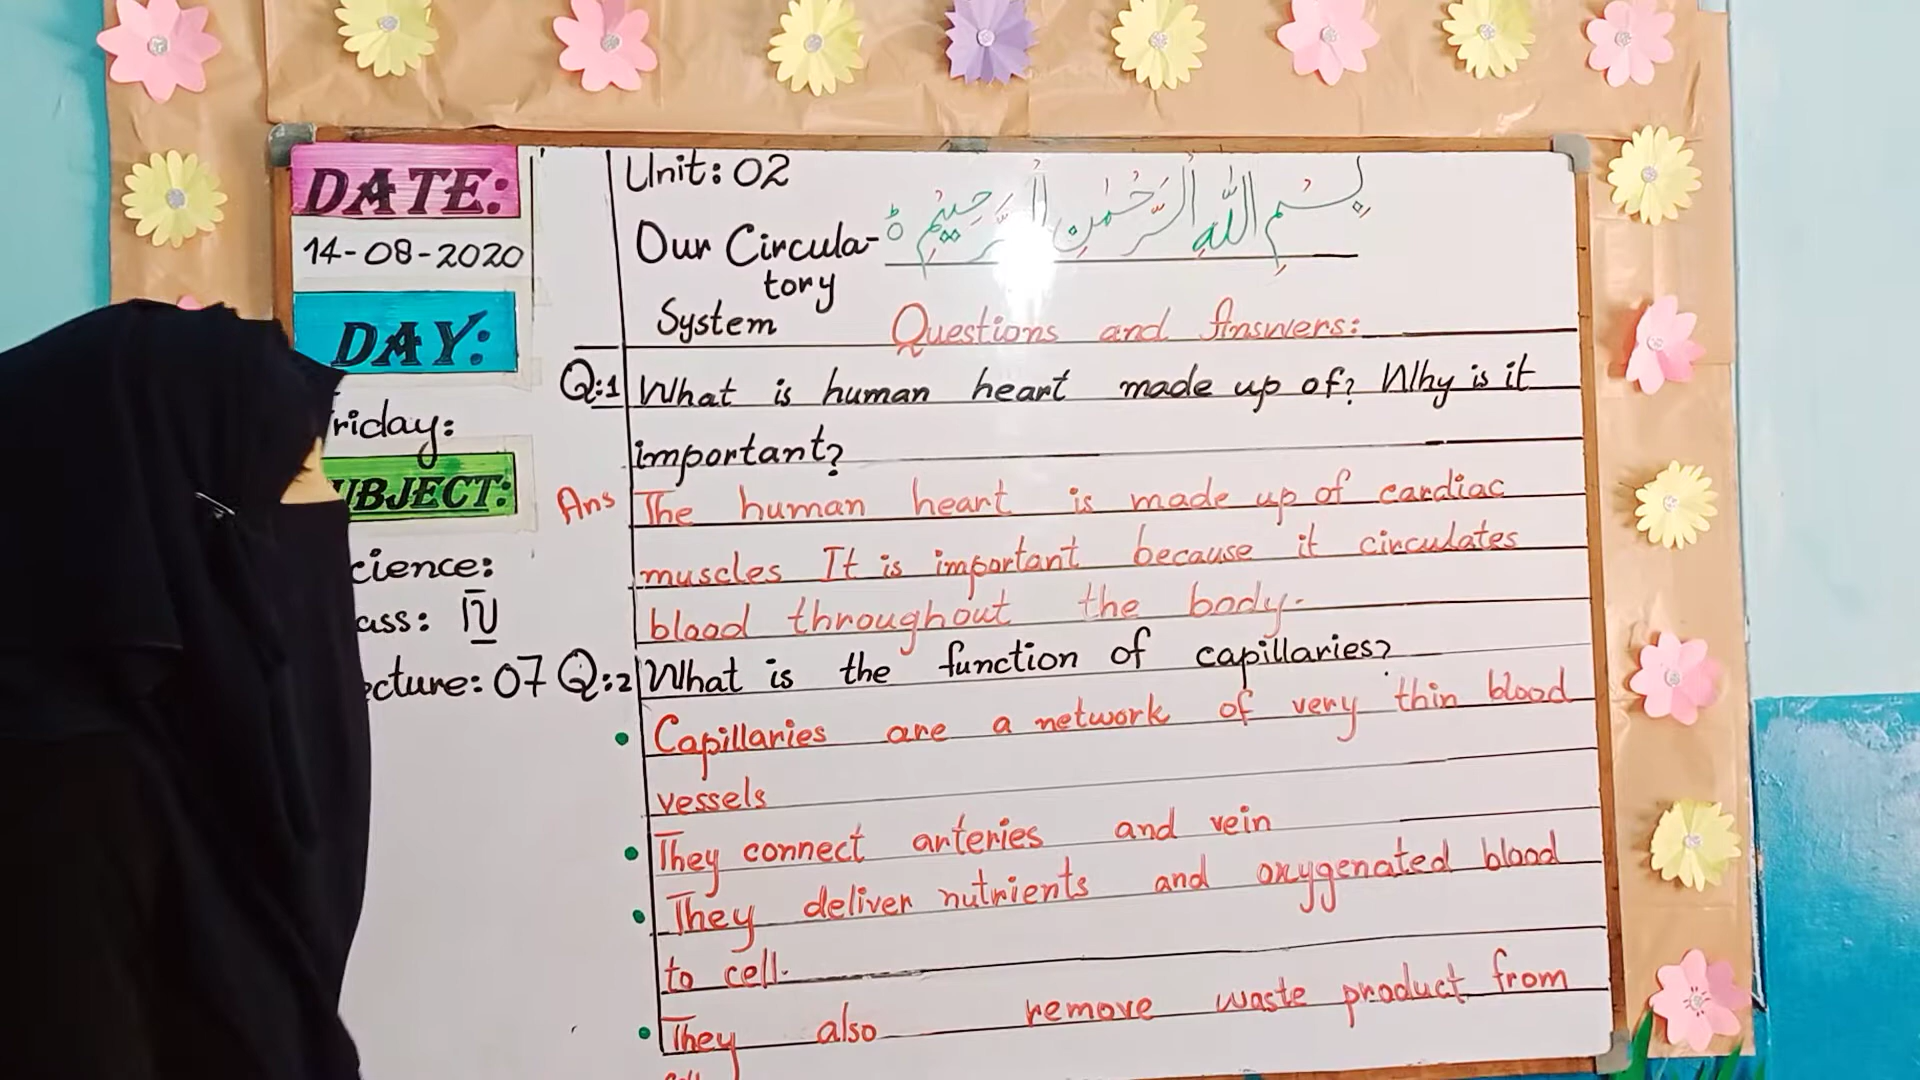 DATE:
14-08-2020
DAY:
riday:
UBJECT:
cience:
ass: IV
ecture: 07
Unit: 02
Our Circula-
tory
System
بِسْمِ اللّٰهِ الرَّحْمٰنِ الرَّحِيْمِ
Questions and Answers:
Q:1 What is human heart made up of? Why is it
important?
Ans The human heart is made up of cardiac
muscles It is important because it circulates
blood throughout the body.
Q:2 What is the function of capillaries?
• Capillaries are a network of very thin blood
vessels
• They connect arteries and vein
• They deliver nutrients and oxygenated blood
to cell.
• They also remove waste product from